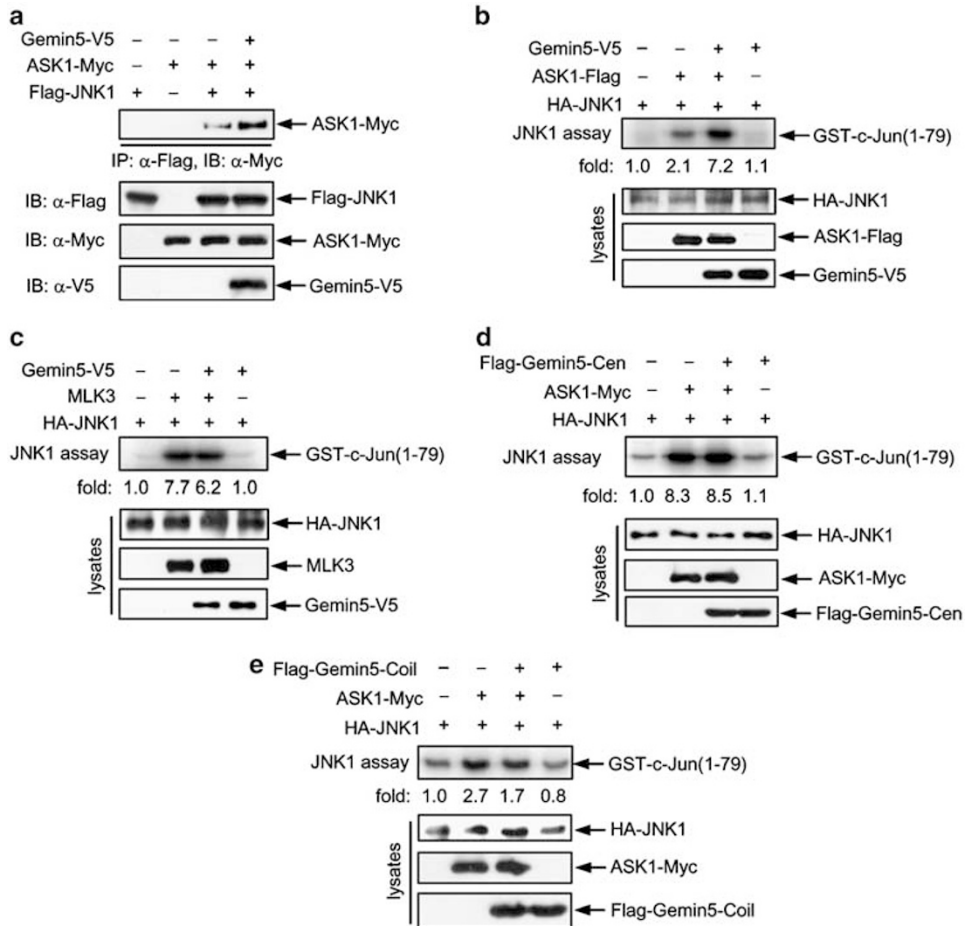 a
Gemin5-V5 – – – +
ASK1-Myc – + + +
Flag-JNK1 + – + +
ASK1-Myc
IP: α-Flag, IB: α-Myc
IB: α-Flag Flag-JNK1
IB: α-Myc ASK1-Myc
IB: α-V5 Gemin5-V5
b
Gemin5-V5 – – + +
ASK1-Flag – + + –
HA-JNK1 + + + +
JNK1 assay GST-c-Jun(1-79)
fold: 1.0 2.1 7.2 1.1
lysates
HA-JNK1
ASK1-Flag
Gemin5-V5
c
Gemin5-V5 – – + +
MLK3 – + + –
HA-JNK1 + + + +
JNK1 assay GST-c-Jun(1-79)
fold: 1.0 7.7 6.2 1.0
lysates
HA-JNK1
MLK3
Gemin5-V5
d
Flag-Gemin5-Cen – – + +
ASK1-Myc – + + –
HA-JNK1 + + + +
JNK1 assay GST-c-Jun(1-79)
fold: 1.0 8.3 8.5 1.1
lysates
HA-JNK1
ASK1-Myc
Flag-Gemin5-Cen
e
Flag-Gemin5-Coil – – + +
ASK1-Myc – + + –
HA-JNK1 + + + +
JNK1 assay GST-c-Jun(1-79)
fold: 1.0 2.7 1.7 0.8
lysates
HA-JNK1
ASK1-Myc
Flag-Gemin5-Coil